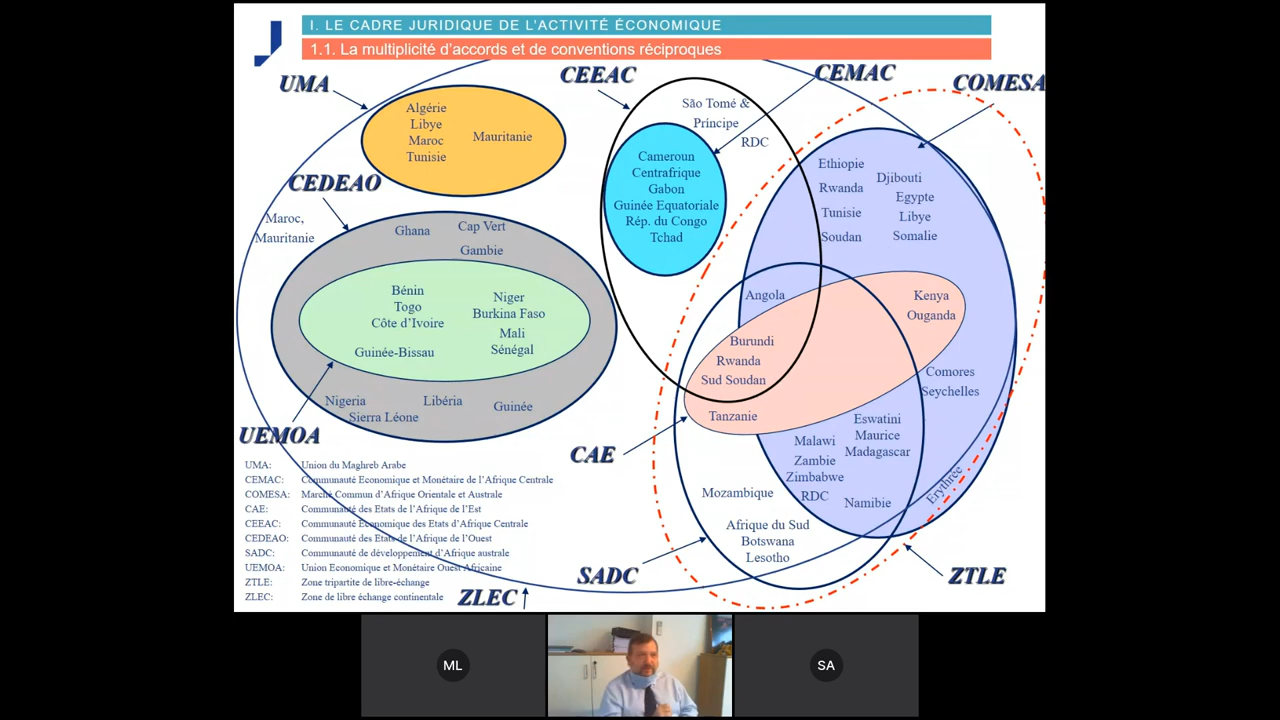 I. LE CADRE JURIDIQUE DE L'ACTIVITÉ ÉCONOMIQUE
1.1. La multiplicité d'accords et de conventions réciproques
UMA
CEEAC
CEMAC
COMESA
Algérie
Libye
Maroc
Tunisie
Mauritanie
São Tomé &
Príncipe
RDC
Cameroun
Centrafrique
Gabon
Guinée Equatoriale
Rép. du Congo
Tchad
Ethiopie
Rwanda
Tunisie
Soudan
Djibouti
Egypte
Libye
Somalie
CEDEAO
Maroc,
Mauritanie
Ghana
Cap Vert
Gambie
Bénin
Togo
Côte d'Ivoire
Guinée-Bissau
Niger
Burkina Faso
Mali
Sénégal
Nigeria
Sierra Léone
Libéria
Guinée
UEMOA
Angola
Kenya
Ouganda
Burundi
Rwanda
Sud Soudan
Tanzanie
Comores
Seychelles
CAE
Eswatini
Maurice
Madagascar
Malawi
Zambie
Zimbabwe
RDC
Namibie
Erythrée
Mozambique
Afrique du Sud
Botswana
Lesotho
SADC
ZTLE
UMA: Union du Maghreb Arabe
CEMAC: Communauté Economique et Monétaire de l'Afrique Centrale
COMESA: Marché Commun d'Afrique Orientale et Australe
CAE: Communauté des Etats de l'Afrique de l'Est
CEEAC: Communauté Économique des Etats d'Afrique Centrale
CEDEAO: Communauté des Etats de l'Afrique de l'Ouest
SADC: Communauté de développement d'Afrique australe
UEMOA: Union Economique et Monétaire Ouest Africaine
ZTLE: Zone tripartite de libre-échange
ZLEC: Zone de libre échange continentale
ZLEC
ML
SA